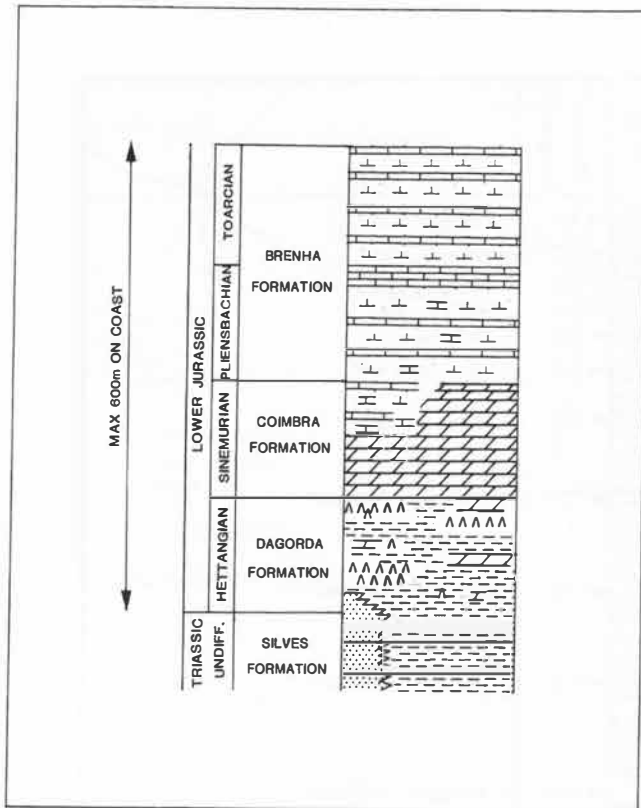 MAX 600m ON COAST
LOWER JURASSIC
TOARCIAN
PLIENSBACHIAN
BRENHA
FORMATION
SINEMURIAN
COIMBRA
FORMATION
HETTANGIAN
DAGORDA
FORMATION
TRIASSIC
UNDIFF.
SILVES
FORMATION